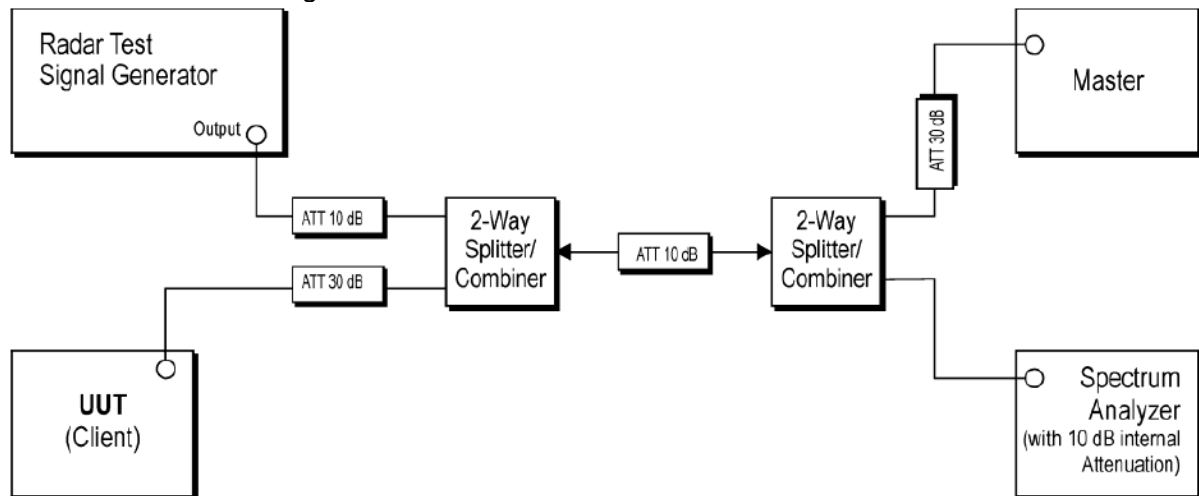 Radar Test
Signal Generator
Output
ATT 10 dB
ATT 30 dB
UUT
(Client)
2-Way
Splitter/
Combiner
ATT 10 dB
2-Way
Splitter/
Combiner
ATT 30 dB
Master
Spectrum
Analyzer
(with 10 dB internal
Attenuation)